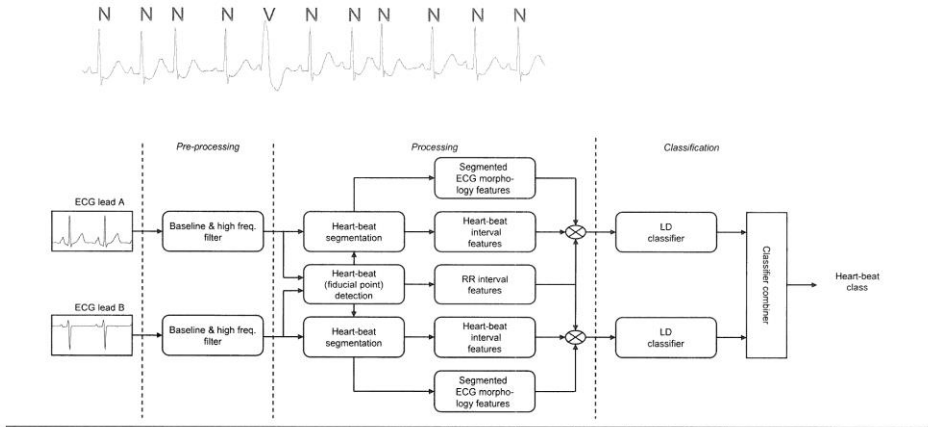 N N N N V N N N N N N
Pre-processing
Processing
Classification
ECG lead A
Baseline & high freq.
filter
Heart-beat
segmentation
Segmented
ECG morpho-
logy features
Heart-beat
interval
features
LD
classifier
Heart-beat
(fiducial point)
detection
RR interval
features
Classifier combiner
Heart-beat
class
ECG lead B
Baseline & high freq.
filter
Heart-beat
segmentation
Heart-beat
interval
features
LD
classifier
Segmented
ECG morpho-
logy features